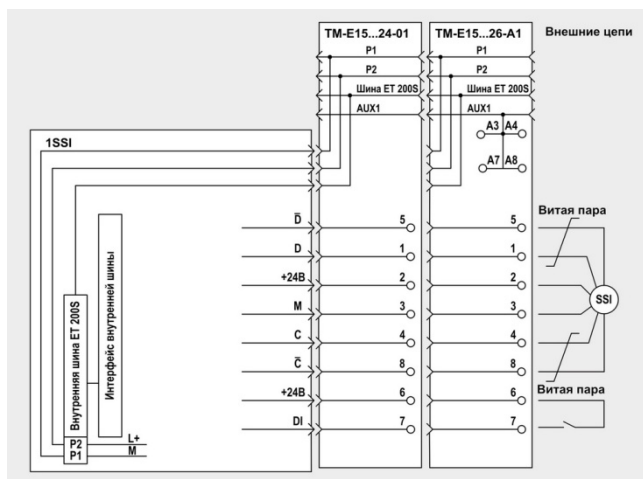 TM-E15...24-01
TM-E15...26-A1
Внешние цепи
P1
P1
P2
P2
Шина ET 200S
Шина ET 200S
AUX1
AUX1
A3 A4
A7 A8
1SSI
Внутренняя шина ET 200S
Интерфейс внутренней шины
P2
P1
L+
M
D̅ 5 5
D 1 1
+24В 2 2
M 3 3
C 4 4
C̅ 8 8
+24В 6 6
DI 7 7
Витая пара
SSI
Витая пара